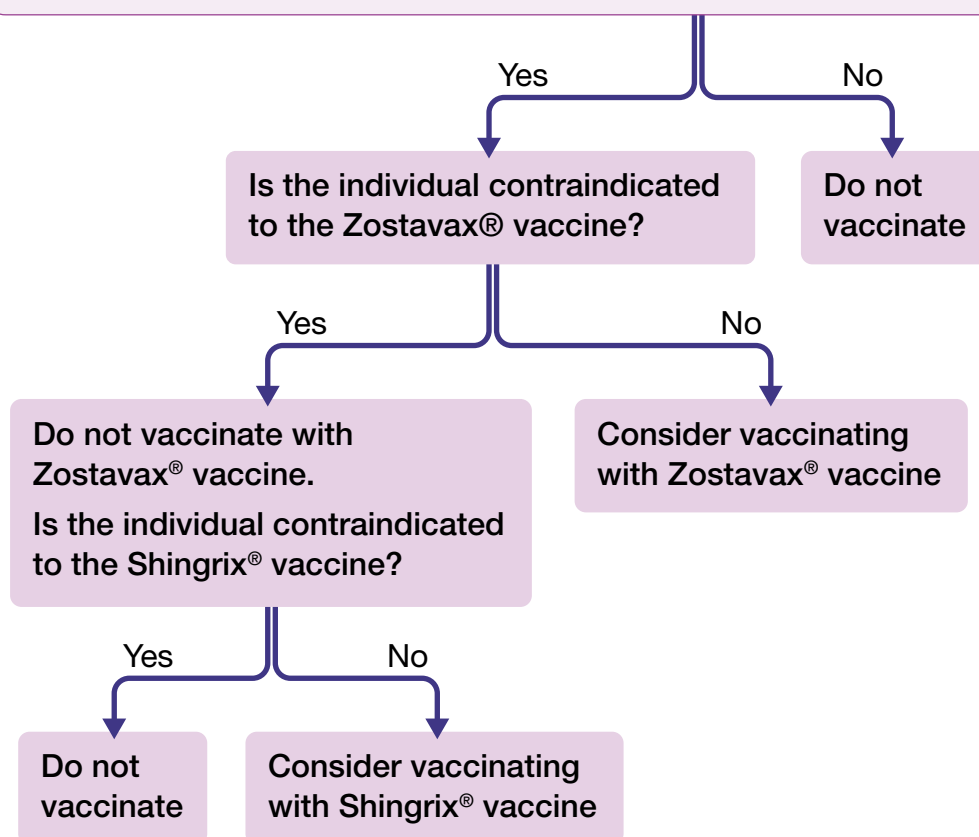 Yes
No
Is the individual contraindicated
to the Zostavax® vaccine?
Do not
vaccinate
Yes
No
Do not vaccinate with
Zostavax® vaccine.
Is the individual contraindicated
to the Shingrix® vaccine?
Consider vaccinating
with Zostavax® vaccine
Yes
No
Do not
vaccinate
Consider vaccinating
with Shingrix® vaccine